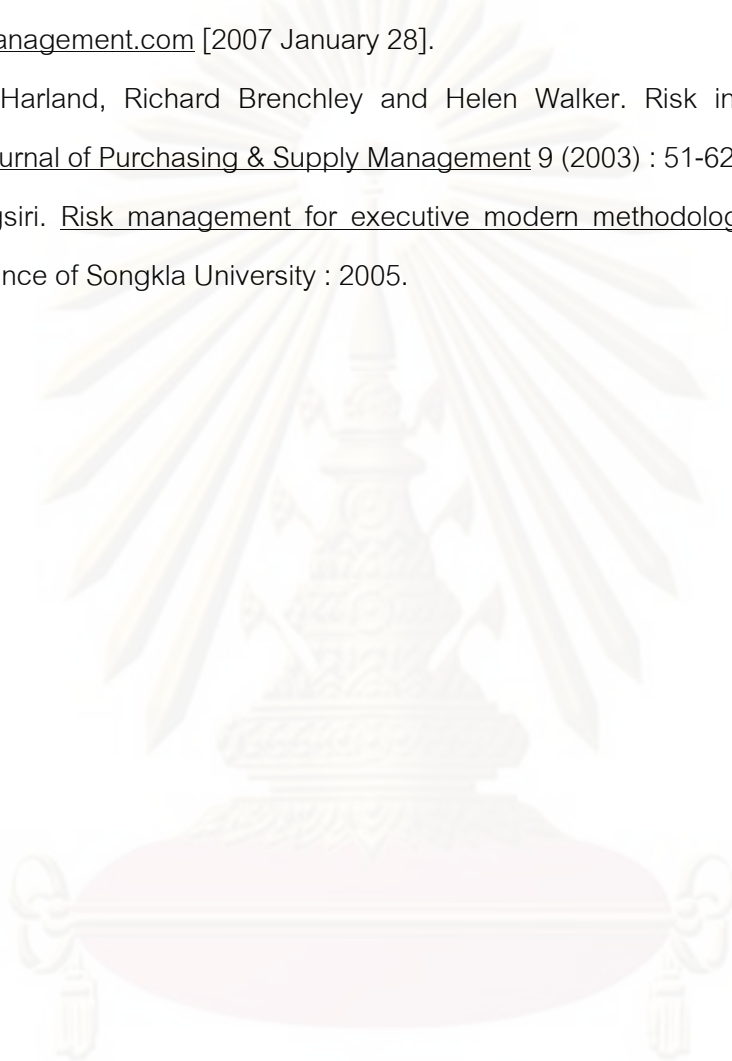 anagement.com [2007 January 28].
Harland, Richard Brenchley and Helen Walker. Risk in
urnal of Purchasing & Supply Management 9 (2003) : 51-62
gsiri. Risk management for executive modern methodolog
nce of Songkla University : 2005.